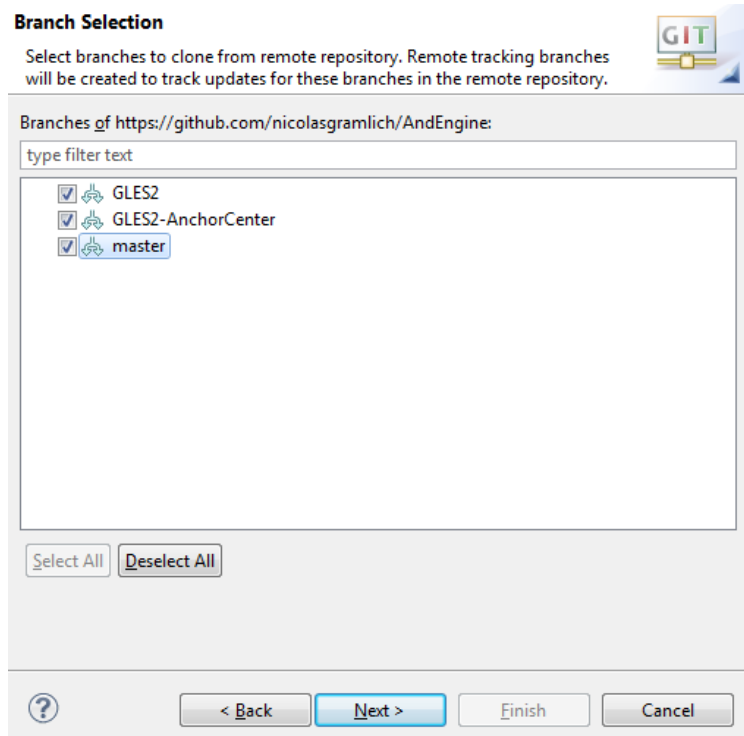 Branch Selection
Select branches to clone from remote repository. Remote tracking branches
will be created to track updates for these branches in the remote repository.
GIT
Branches of https://github.com/nicolasgramlich/AndEngine:
type filter text
GLES2
GLES2-AnchorCenter
master
Select All Deselect All
? < Back Next > Finish Cancel